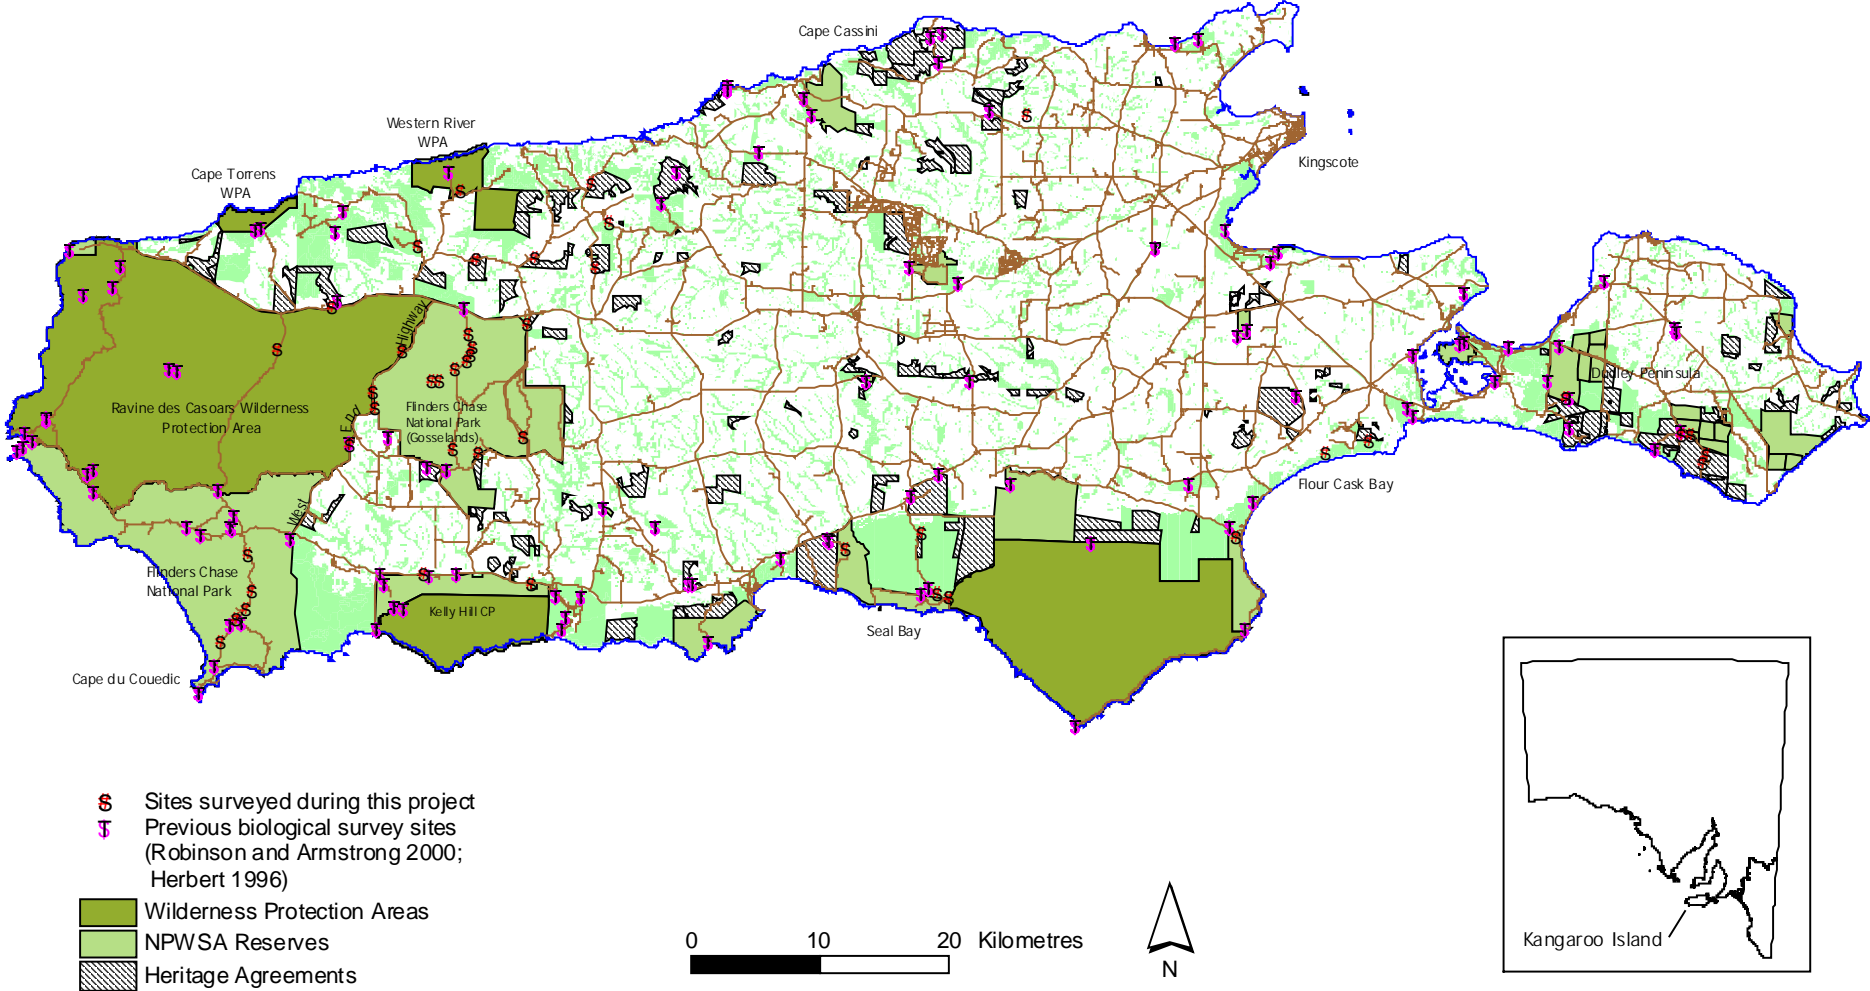 Cape Cassini
Western River
WPA
Kingscote
Cape Torrens
WPA
Highway
Dudley Peninsula
Ravine des Casoars Wilderness
Protection Area
Flinders Chase
National Park
(Gosselands)
E nd
West
Flour Cask Bay
Flinders Chase
National Park
Kelly Hill CP
Seal Bay
Cape du Couedic
S Sites surveyed during this project
T Previous biological survey sites
(Robinson and Armstrong 2000;
Herbert 1996)
Wilderness Protection Areas
NPWSA Reserves
Heritage Agreements
0 10 20 Kilometres
N
Kangaroo Island